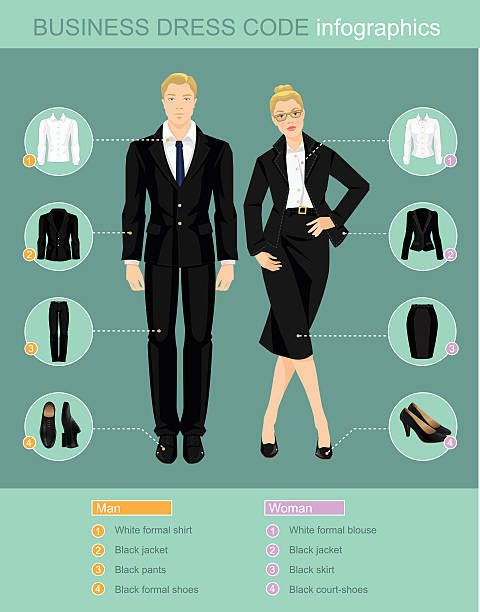 BUSINESS DRESS CODE infographics
1
2
3
4
1
2
3
4
Man
1 White formal shirt
2 Black jacket
3 Black pants
4 Black formal shoes
Woman
1 White formal blouse
2 Black jacket
3 Black skirt
4 Black court-shoes